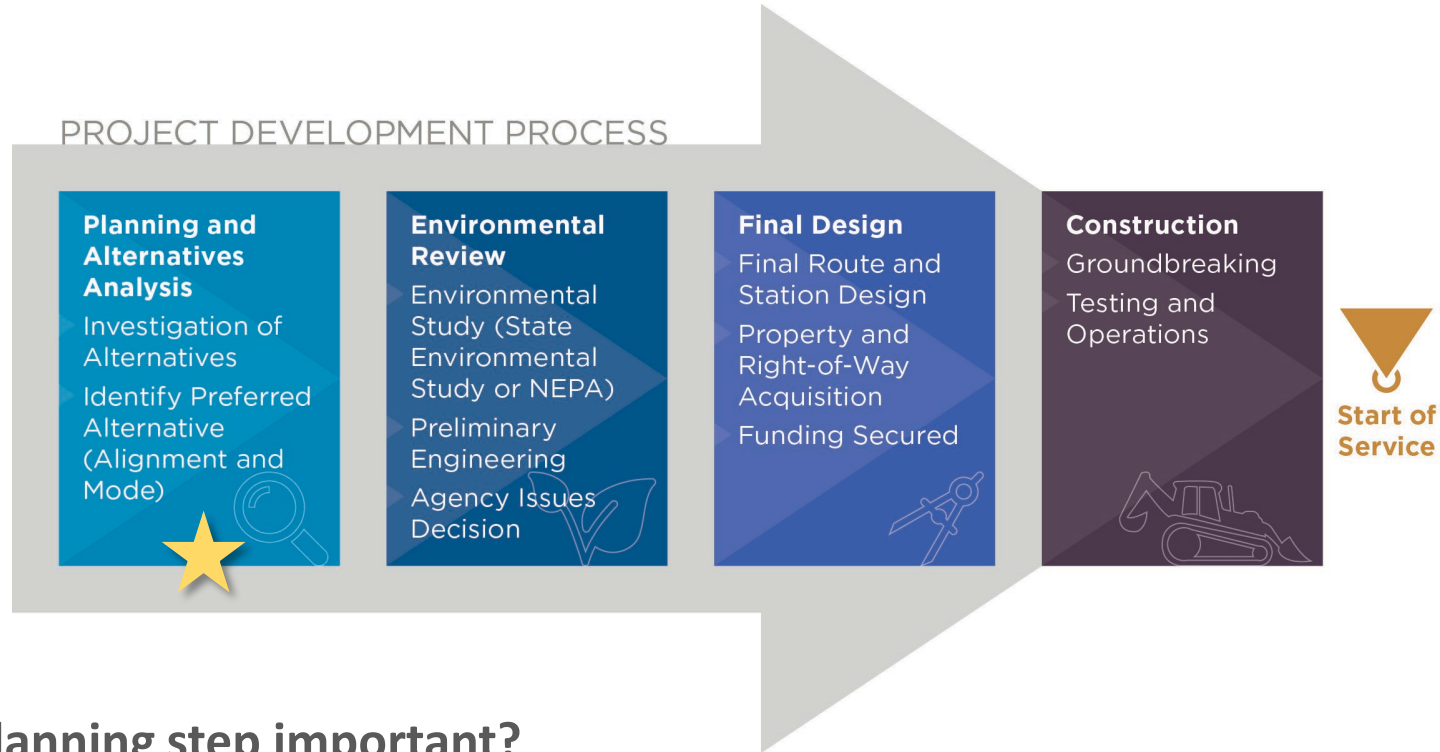 PROJECT DEVELOPMENT PROCESS
Planning and
Alternatives
Analysis
Investigation of
Alternatives
Identify Preferred
Alternative
(Alignment and
Mode)
Environmental
Review
Environmental
Study (State
Environmental
Study or NEPA)
Preliminary
Engineering
Agency Issues
Decision
Final Design
Final Route and
Station Design
Property and
Right-of-Way
Acquisition
Funding Secured
Construction
Groundbreaking
Testing and
Operations
Start of
Service
step important?